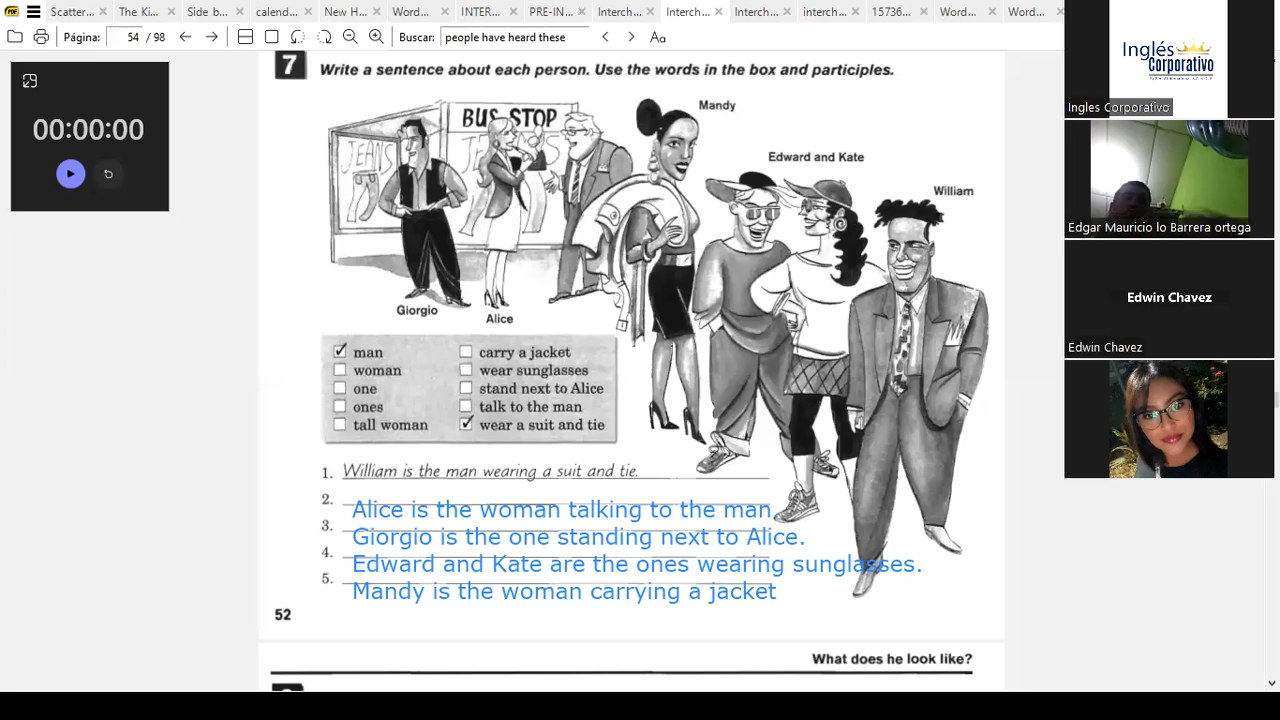 Scatter...
The Ki...
Side b...
calend...
New H...
Word...
INTER...
PRE-IN...
Interch...
Interch...
Interch...
interch...
15736...
Word...
Word...
Página: 54 / 98
Buscar: people have heard these
Aa
00:00:00
7 Write a sentence about each person. Use the words in the box and participles.
BUS STOP
JEANS
Mandy
Edward and Kate
William
Giorgio
Alice
man
woman
one
ones
tall woman
carry a jacket
wear sunglasses
stand next to Alice
talk to the man
wear a suit and tie
1. William is the man wearing a suit and tie.
2. Alice is the woman talking to the man.
3. Giorgio is the one standing next to Alice.
4. Edward and Kate are the ones wearing sunglasses.
5. Mandy is the woman carrying a jacket
52
What does he look like?
Inglés
Corporativo
Ingles Corporativo
Edgar Mauricio lo Barrera ortega
Edwin Chavez
Edwin Chavez